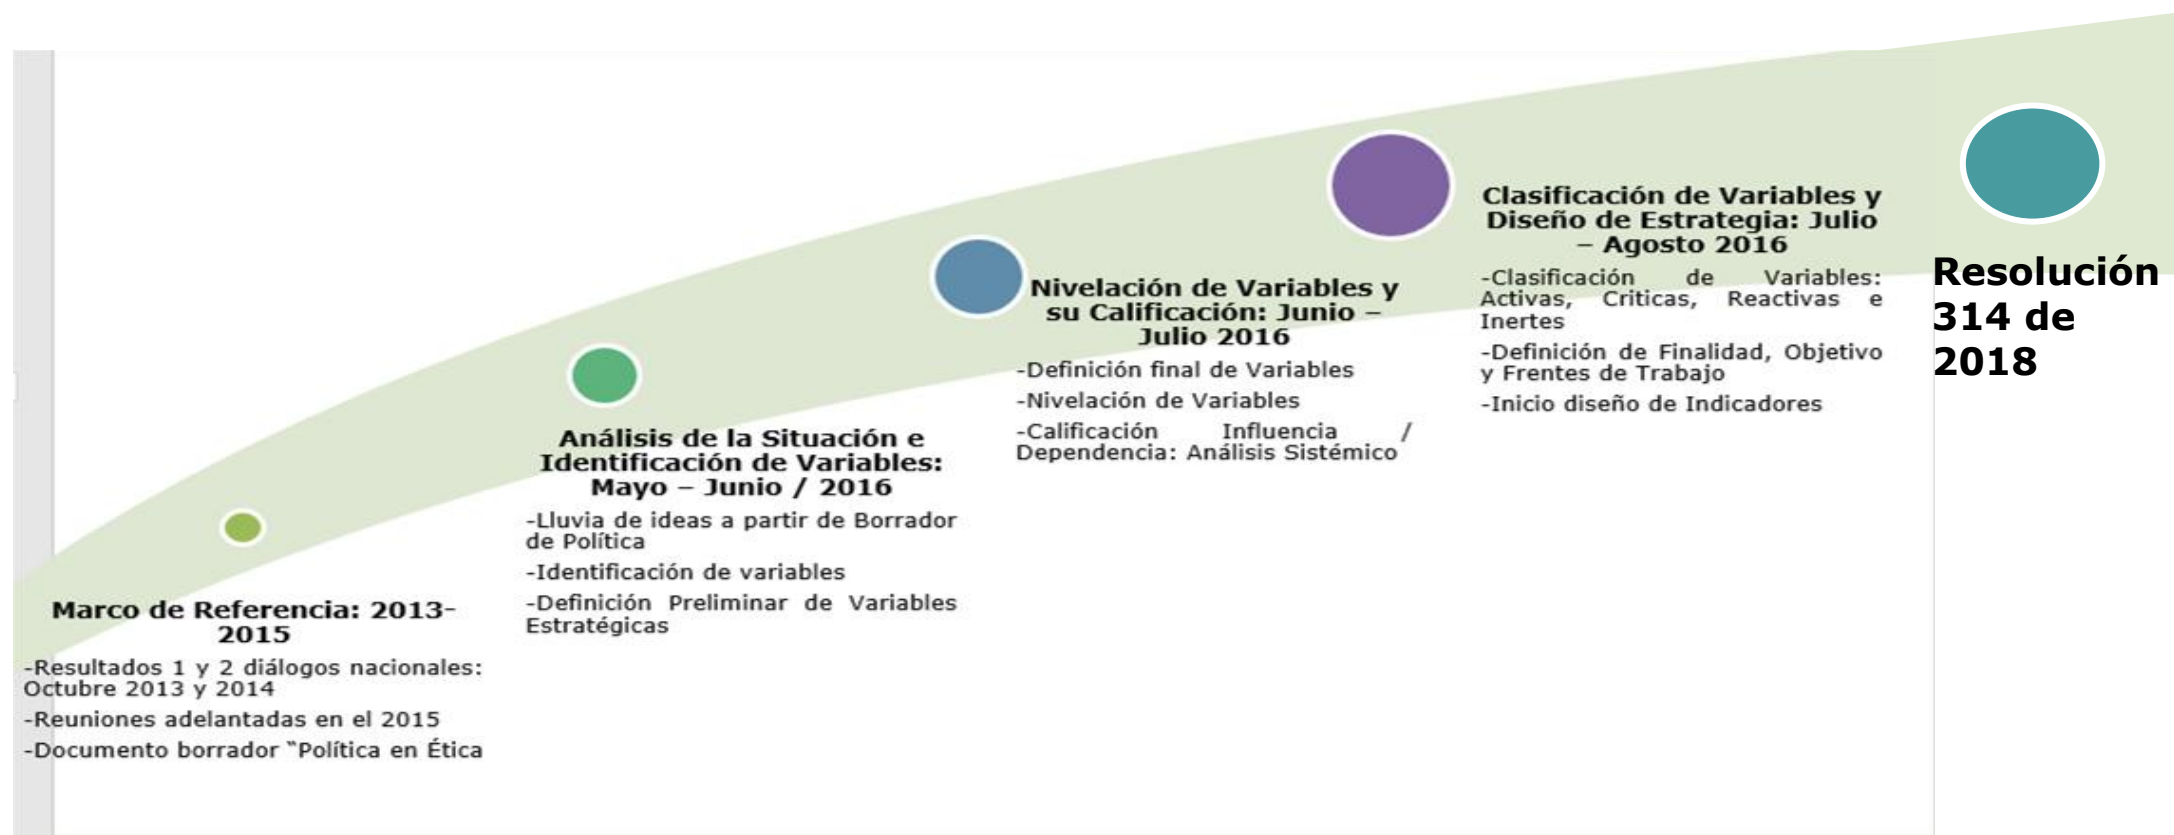 Marco de Referencia: 2013-
2015
-Resultados 1 y 2 diálogos nacionales:
Octubre 2013 y 2014
-Reuniones adelantadas en el 2015
-Documento borrador “Política en Ética
Análisis de la Situación e
Identificación de Variables:
Mayo – Junio / 2016
-Lluvia de ideas a partir de Borrador
de Política
-Identificación de variables
-Definición Preliminar de Variables
Estratégicas
Nivelación de Variables y
su Calificación: Junio –
Julio 2016
-Definición final de Variables
-Nivelación de Variables
-Calificación Influencia /
Dependencia: Análisis Sistémico
Clasificación de Variables y
Diseño de Estrategia: Julio
– Agosto 2016
-Clasificación de Variables:
Activas, Criticas, Reactivas e
Inertes
-Definición de Finalidad, Objetivo
y Frentes de Trabajo
-Inicio diseño de Indicadores
Resolución
314 de
2018